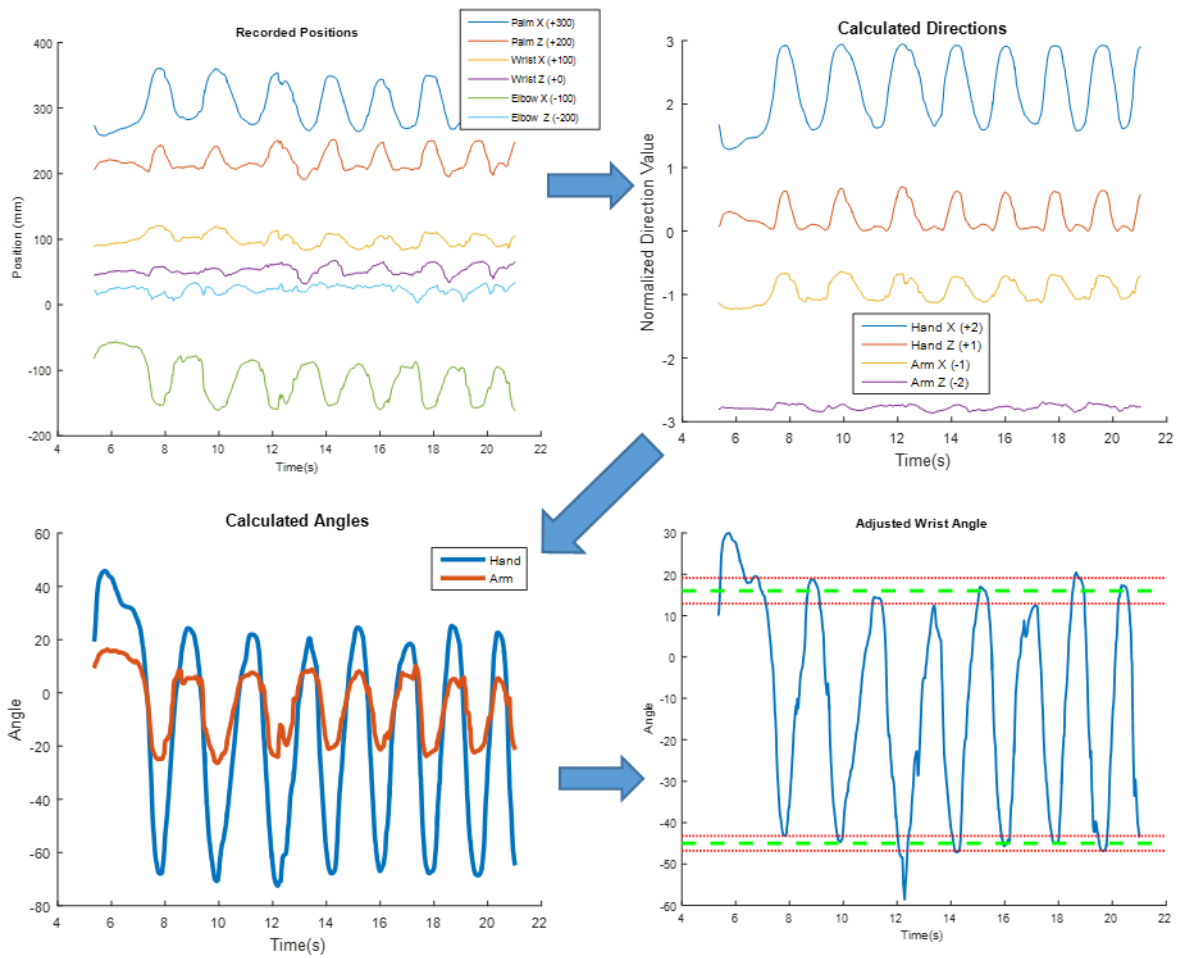 Recorded Positions
Palm X (+300)
Palm Z (+200)
Wrist X (+100)
Wrist Z (+0)
Elbow X (-100)
Elbow Z (-200)
Position (mm)
400
300
200
100
0
-100
-200
4 6 8 10 12 14 16 18 20 22
Time(s)
Calculated Directions
Normalized Direction Value
3
2
1
0
-1
-2
-3
Hand X (+2)
Hand Z (+1)
Arm X (-1)
Arm Z (-2)
4 6 8 10 12 14 16 18 20 22
Time(s)
Calculated Angles
Hand
Arm
Angle
60
40
20
0
-20
-40
-60
-80
4 6 8 10 12 14 16 18 20 22
Time(s)
Adjusted Wrist Angle
Angle
30
20
10
0
-10
-20
-30
-40
-50
-60
4 6 8 10 12 14 16 18 20 22
Time(s)